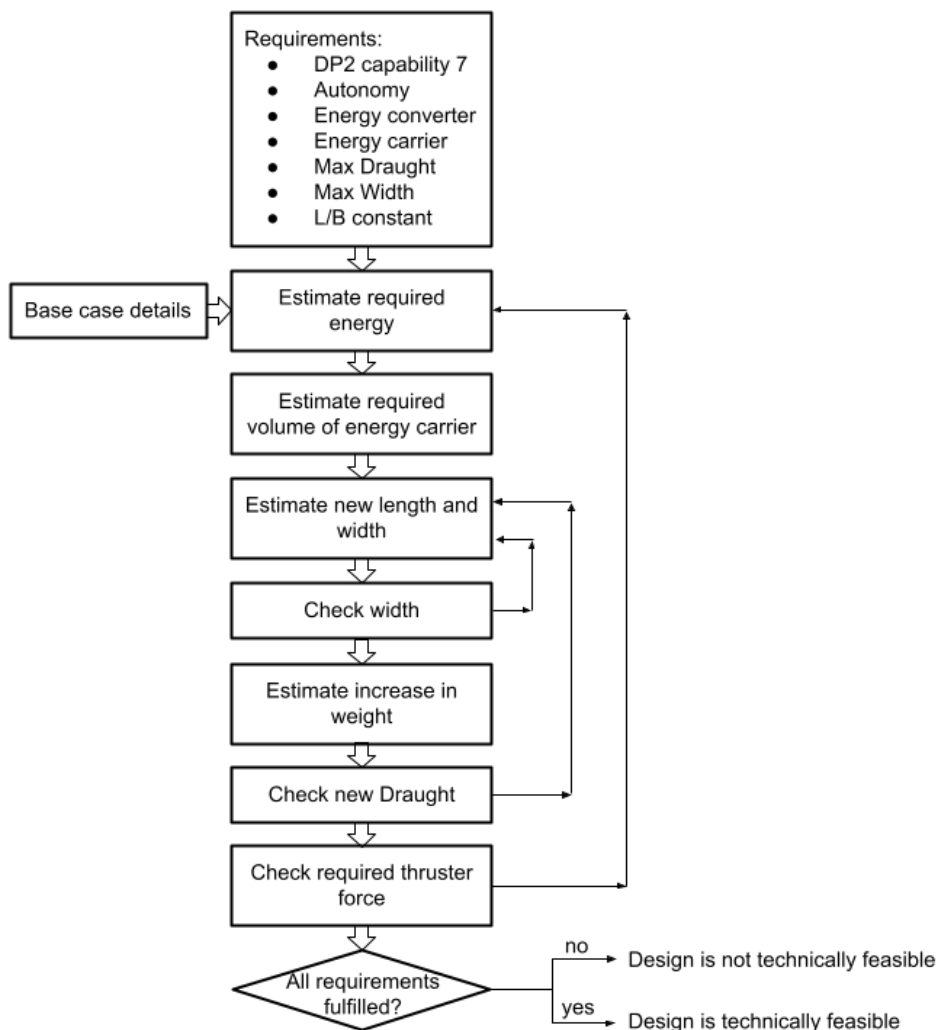 Requirements:
● DP2 capability 7
● Autonomy
● Energy converter
● Energy carrier
● Max Draught
● Max Width
● L/B constant
Base case details
Estimate required
energy
Estimate required
volume of energy carrier
Estimate new length and
width
Check width
Estimate increase in
weight
Check new Draught
Check required thruster
force
All requirements
fulfilled?
no
Design is not technically feasible
yes
Design is technically feasible